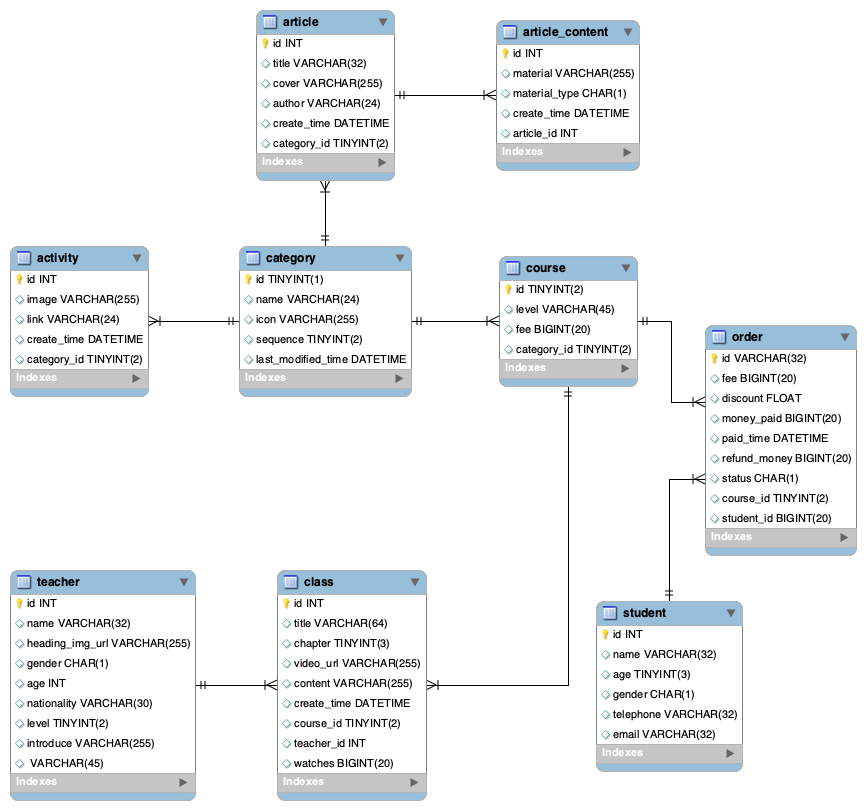 article
id INT
title VARCHAR(32)
cover VARCHAR(255)
author VARCHAR(24)
create_time DATETIME
category_id TINYINT(2)
Indexes
article_content
id INT
material VARCHAR(255)
material_type CHAR(1)
create_time DATETIME
article_id INT
Indexes
activity
id INT
image VARCHAR(255)
link VARCHAR(24)
create_time DATETIME
category_id TINYINT(2)
Indexes
category
id TINYINT(1)
name VARCHAR(24)
icon VARCHAR(255)
sequence TINYINT(2)
last_modified_time DATETIME
Indexes
course
id TINYINT(2)
level VARCHAR(45)
fee BIGINT(20)
category_id TINYINT(2)
Indexes
order
id VARCHAR(32)
fee BIGINT(20)
discount FLOAT
money_paid BIGINT(20)
paid_time DATETIME
refund_money BIGINT(20)
status CHAR(1)
course_id TINYINT(2)
student_id BIGINT(20)
Indexes
teacher
id INT
name VARCHAR(32)
heading_img_url VARCHAR(255)
gender CHAR(1)
age INT
nationality VARCHAR(30)
level TINYINT(2)
introduce VARCHAR(255)
VARCHAR(45)
Indexes
class
id INT
title VARCHAR(64)
chapter TINYINT(3)
video_url VARCHAR(255)
content VARCHAR(255)
create_time DATETIME
course_id TINYINT(2)
teacher_id INT
watches BIGINT(20)
Indexes
student
id INT
name VARCHAR(32)
age TINYINT(3)
gender CHAR(1)
telephone VARCHAR(32)
email VARCHAR(32)
Indexes